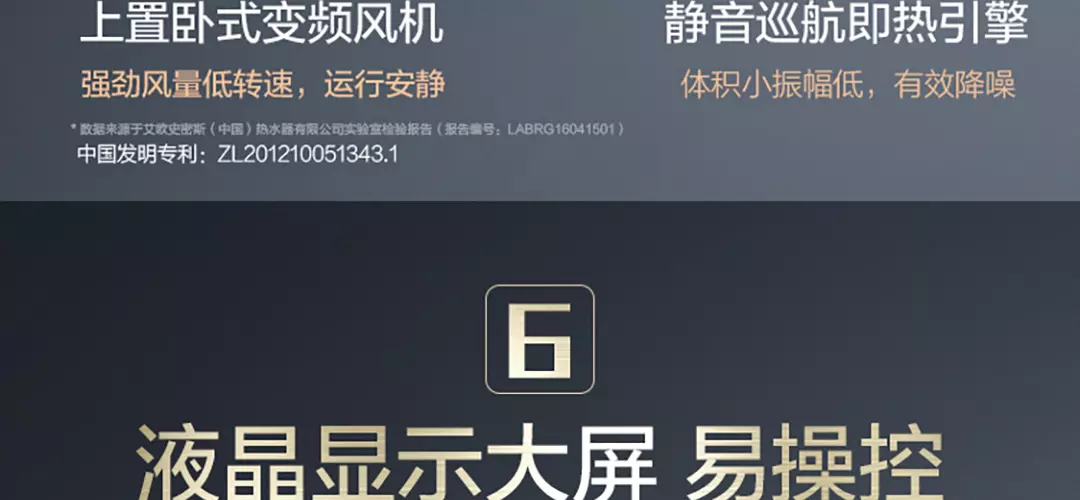 上置卧式变频风机
强劲风量低转速，运行安静
静音巡航即热引擎
体积小振幅低，有效降噪
*数据来源于艾欧史密斯（中国）热水器有限公司实验室检验报告（报告编号：LABRG16041501）
中国发明专利：ZL201210051343.1
6
液晶显示大屏 易操控